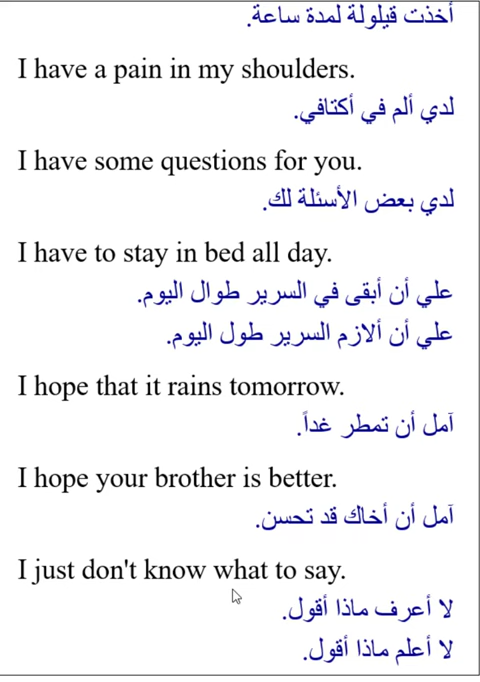 أخذت قيلولة لمدة ساعة.
I have a pain in my shoulders.
لدي ألم في أكتافي.
I have some questions for you.
لدي بعض الأسئلة لك.
I have to stay in bed all day.
علي أن أبقى في السرير طوال اليوم.
علي أن ألازم السرير طول اليوم.
I hope that it rains tomorrow.
آمل أن تمطر غداً.
I hope your brother is better.
آمل أن أخاك قد تحسن.
I just don't know what to say.
لا أعرف ماذا أقول.
لا أعلم ماذا أقول.